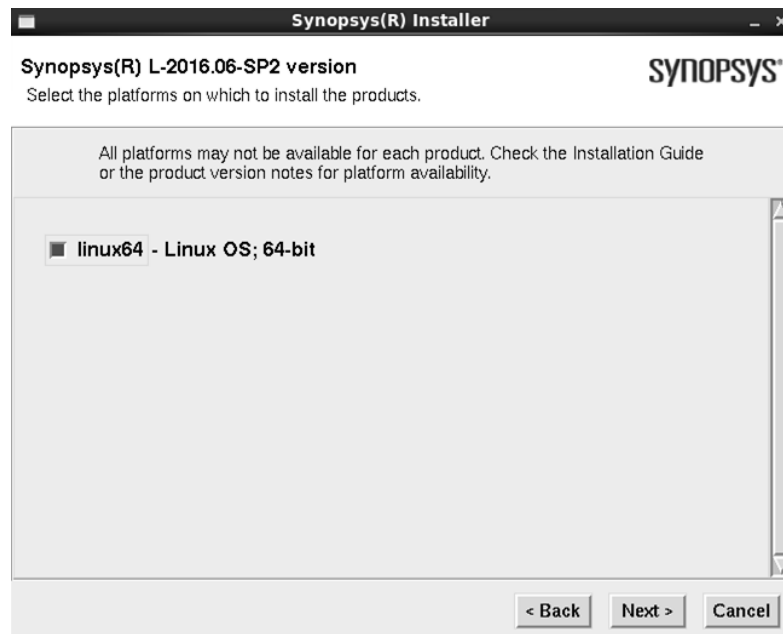 Synopsys(R) Installer
Synopsys(R) L-2016.06-SP2 version
SYNOPSYS®
Select the platforms on which to install the products.
All platforms may not be available for each product. Check the Installation Guide
or the product version notes for platform availability.
linux64 - Linux OS; 64-bit
< Back Next > Cancel